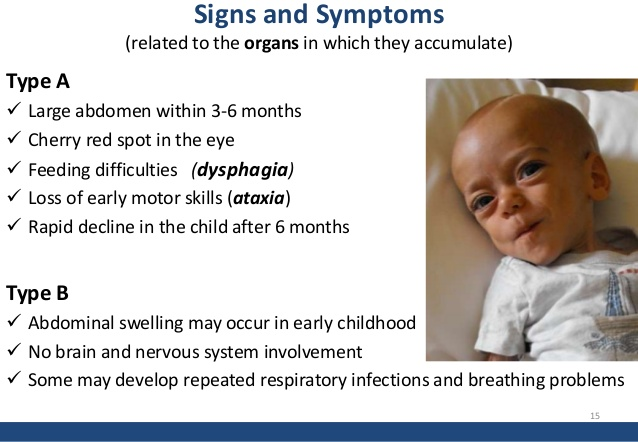 Signs and Symptoms
(related to the organs in which they accumulate)
Type A
✓ Large abdomen within 3-6 months
✓ Cherry red spot in the eye
✓ Feeding difficulties (dysphagia)
✓ Loss of early motor skills (ataxia)
✓ Rapid decline in the child after 6 months
Type B
✓ Abdominal swelling may occur in early childhood
✓ No brain and nervous system involvement
✓ Some may develop repeated respiratory infections and breathing problems
15